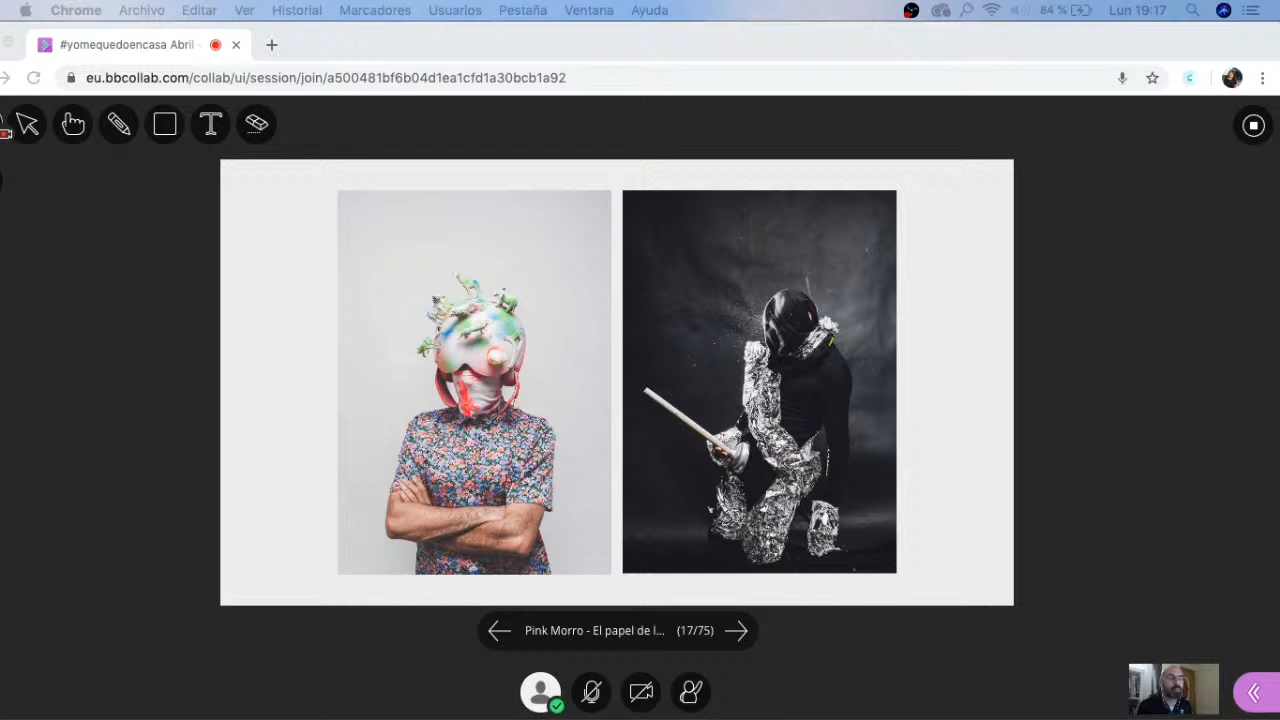 Chrome Archivo Editar Ver Historial Marcadores Usuarios Pestaña Ventana Ayuda 84 % Lun 19:17
#yomequedoencasa Abril
eu.bbcollab.com/collab/ui/session/join/a500481bf6b04d1ea1cfd1a30bcb1a92
T
Pink Morro - El papel de l... (17/75)